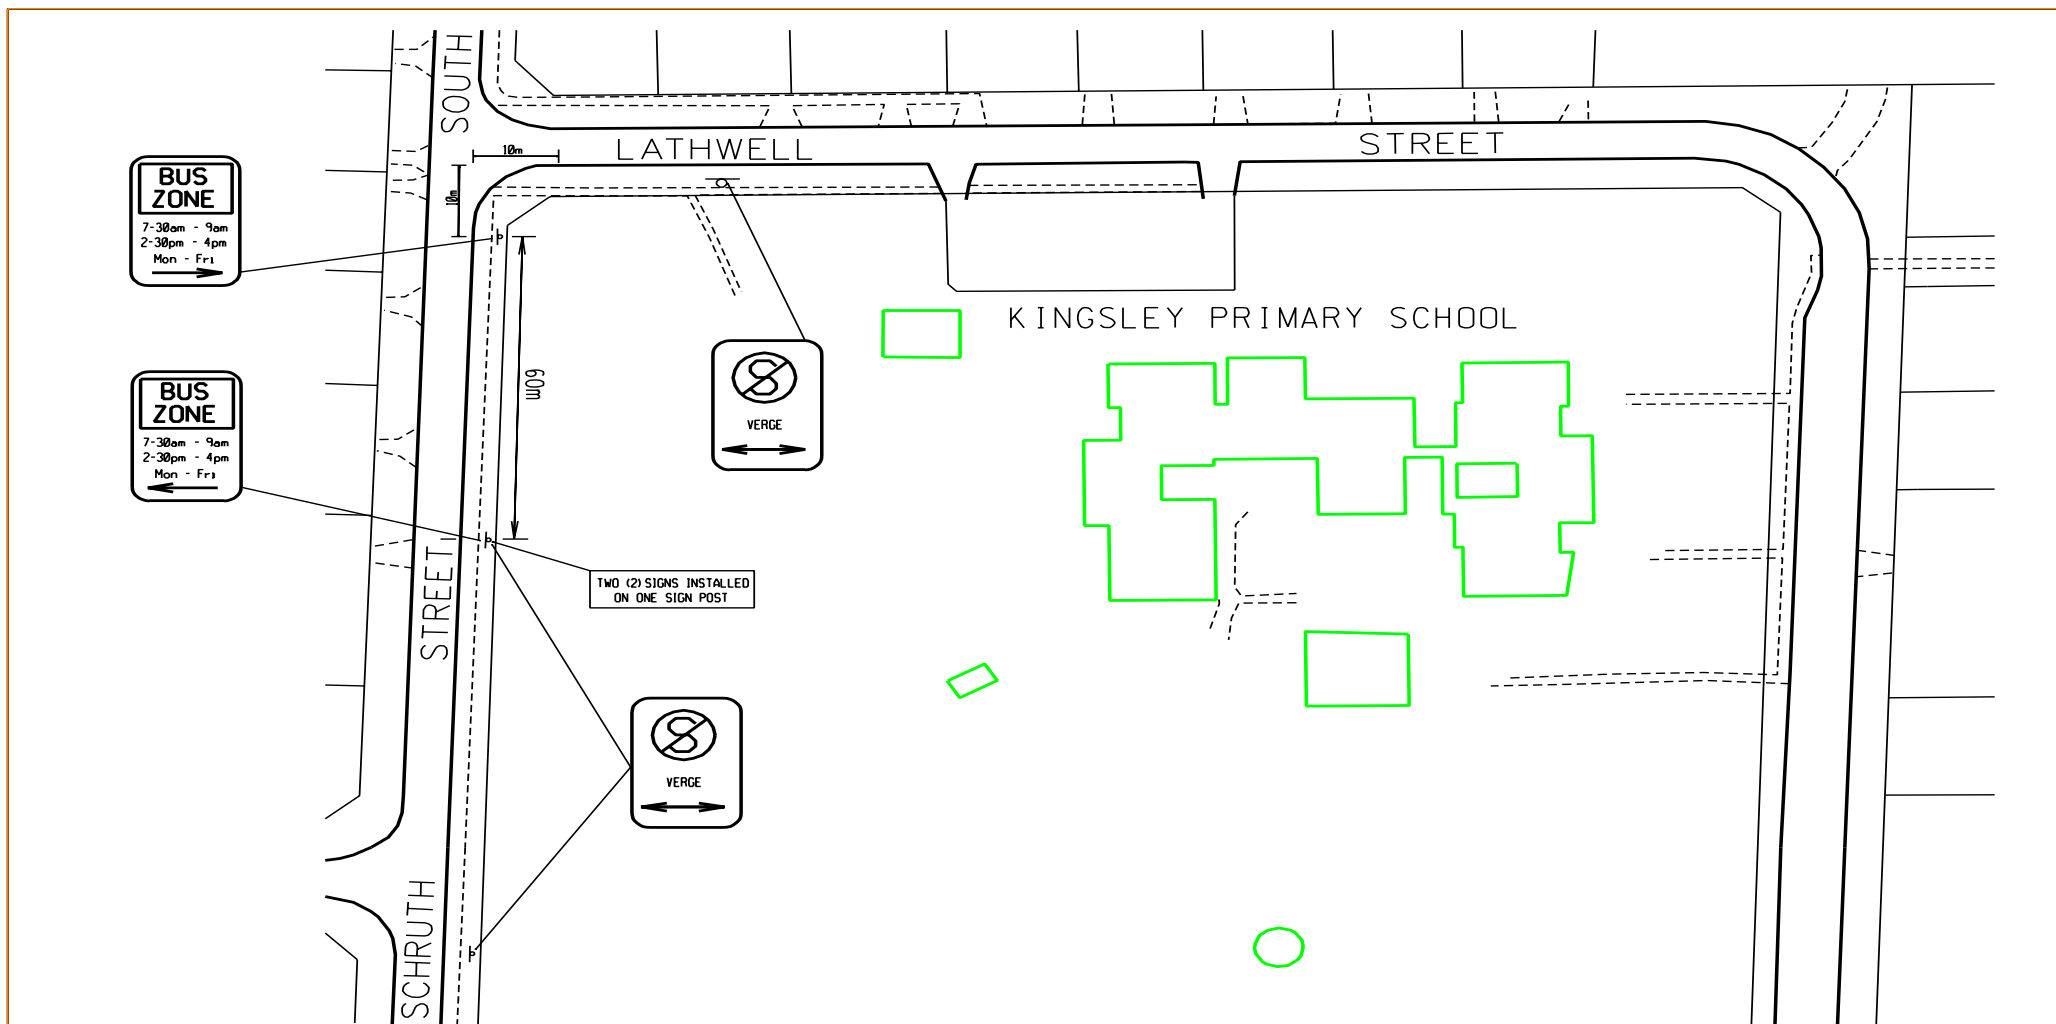 SOUTH
10m
LATHWELL STREET
10m
BUS
ZONE
7-30am - 9am
2-30pm - 4pm
Mon - Fri
KINGSLEY PRIMARY SCHOOL
60m
BUS
ZONE
7-30am - 9am
2-30pm - 4pm
Mon - Fri
S
VERGE
STREET
TWO (2) SIGNS INSTALLED
ON ONE SIGN POST
S
VERGE
SCHRUTH